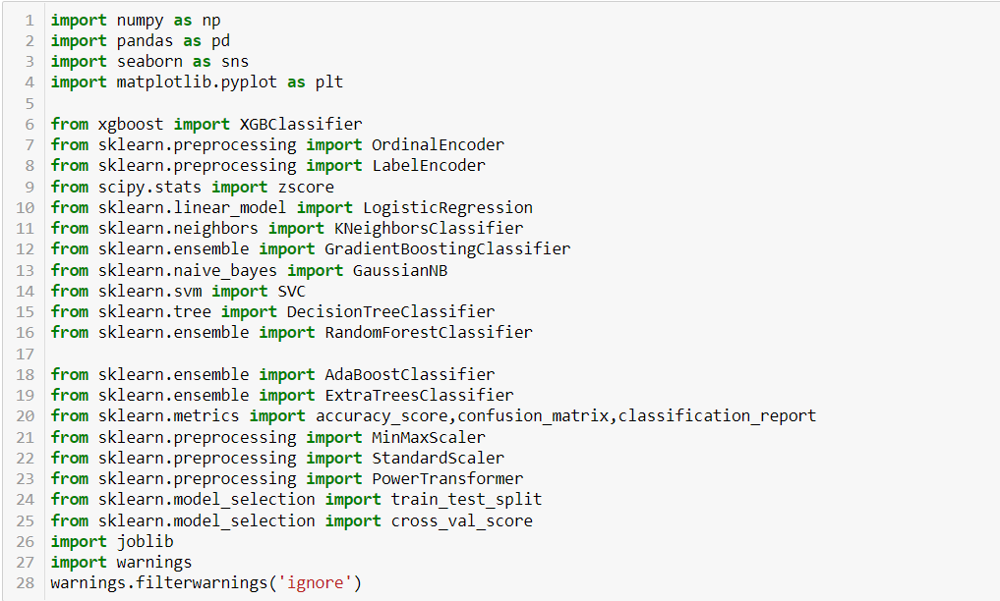 1 import numpy as np
2 import pandas as pd
3 import seaborn as sns
4 import matplotlib.pyplot as plt
5
6 from xgboost import XGBClassifier
7 from sklearn.preprocessing import OrdinalEncoder
8 from sklearn.preprocessing import LabelEncoder
9 from scipy.stats import zscore
10 from sklearn.linear_model import LogisticRegression
11 from sklearn.neighbors import KNeighborsClassifier
12 from sklearn.ensemble import GradientBoostingClassifier
13 from sklearn.naive_bayes import GaussianNB
14 from sklearn.svm import SVC
15 from sklearn.tree import DecisionTreeClassifier
16 from sklearn.ensemble import RandomForestClassifier
17
18 from sklearn.ensemble import AdaBoostClassifier
19 from sklearn.ensemble import ExtraTreesClassifier
20 from sklearn.metrics import accuracy_score,confusion_matrix,classification_report
21 from sklearn.preprocessing import MinMaxScaler
22 from sklearn.preprocessing import StandardScaler
23 from sklearn.preprocessing import PowerTransformer
24 from sklearn.model_selection import train_test_split
25 from sklearn.model_selection import cross_val_score
26 import joblib
27 import warnings
28 warnings.filterwarnings('ignore')